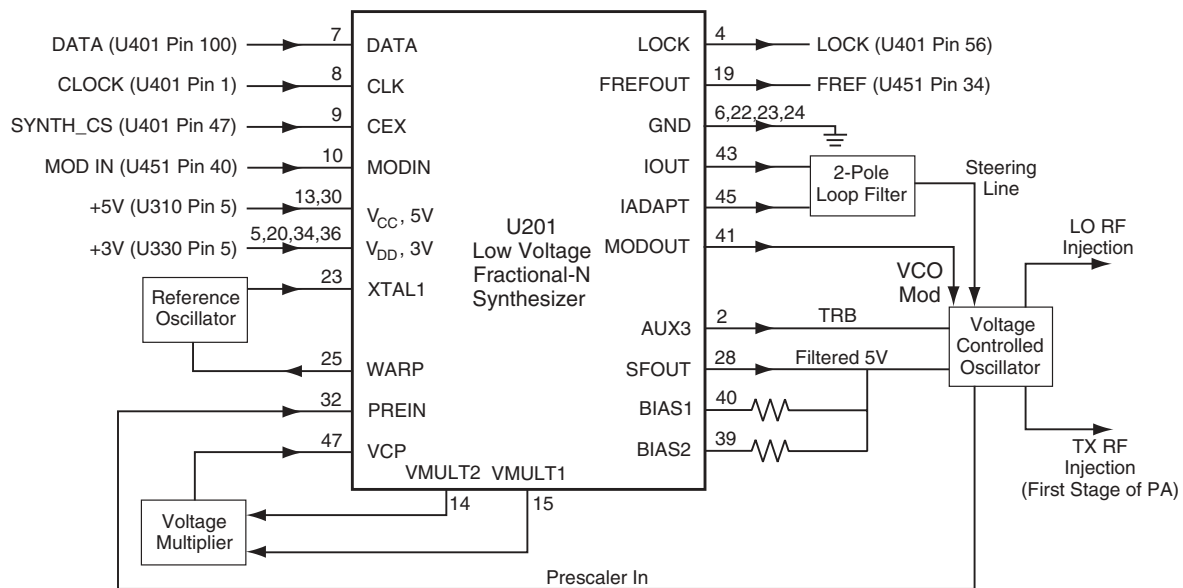 DATA (U401 Pin 100)
7
DATA
CLOCK (U401 Pin 1)
8
CLK
SYNTH_CS (U401 Pin 47)
9
CEX
MOD IN (U451 Pin 40)
10
MODIN
+5V (U310 Pin 5)
13,30
VCC, 5V
+3V (U330 Pin 5)
5,20,34,36
VDD, 3V
Reference
Oscillator
23
XTAL1
25
WARP
32
PREIN
47
VCP
Voltage
Multiplier
VMULT2
14
VMULT1
15
U201
Low Voltage
Fractional-N
Synthesizer
LOCK
4
LOCK (U401 Pin 56)
FREFOUT
19
FREF (U451 Pin 34)
GND
6,22,23,24
IOUT
43
2-Pole
Loop Filter
Steering
Line
IADAPT
45
MODOUT
41
VCO
Mod
LO RF
Injection
AUX3
2
TRB
Voltage
Controlled
Oscillator
SFOUT
28
Filtered 5V
BIAS1
40
BIAS2
39
TX RF
Injection
(First Stage of PA)
Prescaler In